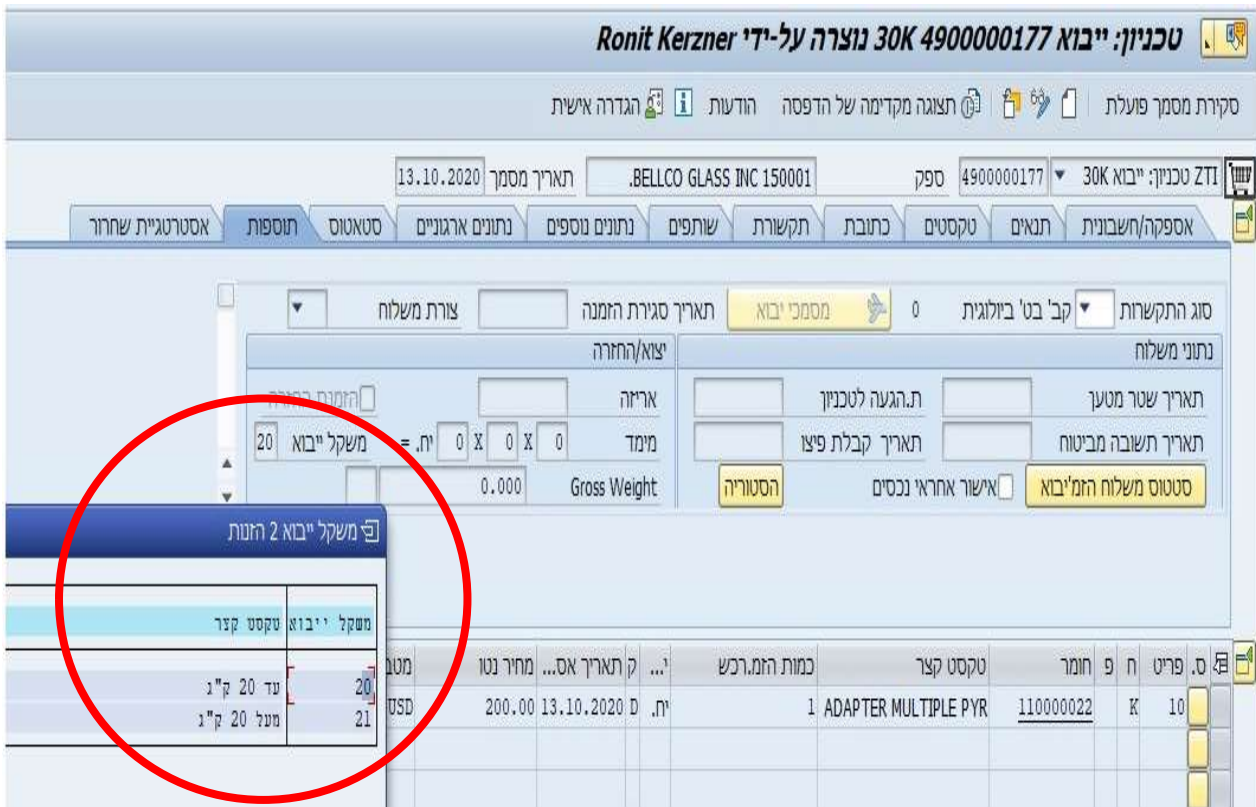 טכניון: ייבוא 30K 4900000177 נוצרה על-ידי Ronit Kerzner
סקירת מסמך פועלת תצוגה מקדימה של הדפסה הודעות הגדרה אישית
ZTI טכניון: ייבוא 30K 4900000177 ספק 150001 BELLCO GLASS INC. תאריך מסמך 13.10.2020
אספקה/חשבונית תנאים טקסטים כתובת תקשורת שותפים נתונים נוספים נתונים ארגוניים סטאטוס תוספות אסטרטגיית שחרור
סוג התקשרות קב' בט' ביולוגית 0 מסמכי יבוא תאריך סגירת הזמנה צורת משלוח
נתוני משלוח יצוא/החזרה
תאריך שטר מטען ת.הגעה לטכניון אריזה הזמנת החזרה
תאריך תשובה מביטוח תאריך קבלת פיצו מימד 0 X 0 X 0 יח. = משקל ייבוא 20
סטטוס משלוח הזמ'יבוא אישור אחראי נכסים הסטוריה Gross Weight 0.000
משקל ייבוא 2 הזנות
משקל ייבוא טקסט קצר
20 עד 20 ק"ג
21 מעל 20 ק"ג
ס. פריט ח פ חומר טקסט קצר כמות הזמ.רכש י... ק תאריך אס... מחיר נטו מטב
10 K 110000022 ADAPTER MULTIPLE PYR 1 יח. D 13.10.2020 200.00 USD